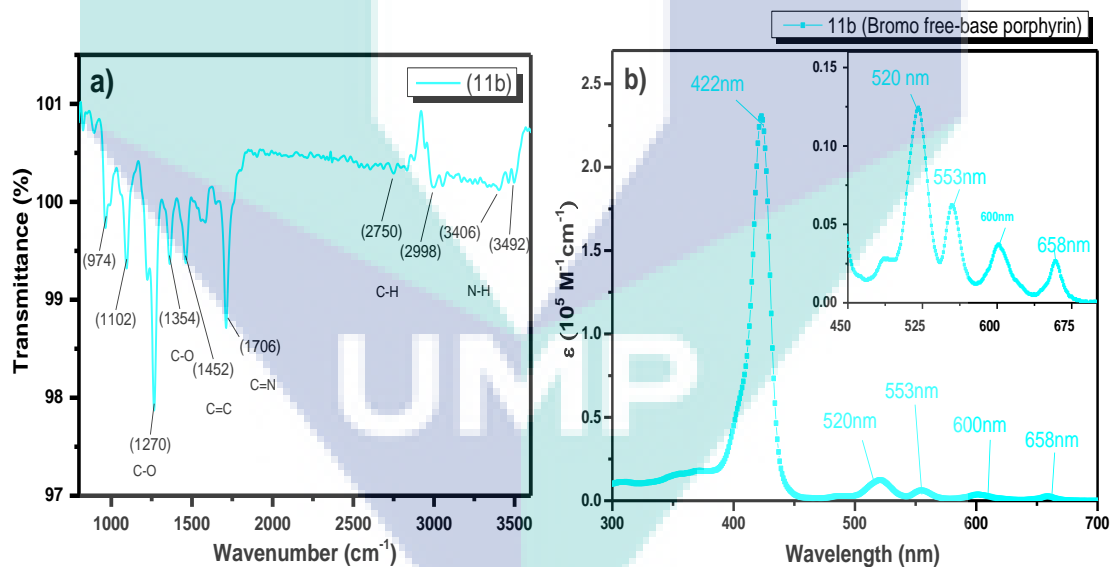 11b (Bromo free-base porphyrin)
a)
(11b)
Transmittance (%)
101
100
99
98
97
(974)
(1102)
(1270)
C-O
(1354)
C-O
(1452)
C=C
(1706)
C=N
(2750)
(2998)
(3406)
(3492)
C-H
N-H
1000
1500
2000
2500
3000
3500
Wavenumber (cm⁻¹)
b)
422nm
ε (10⁵ M⁻¹cm⁻¹)
2.5
2.0
1.5
1.0
0.5
0.0
520nm
553nm
600nm
658nm
300
400
500
600
700
Wavelength (nm)
0.15
0.10
0.05
0.00
520 nm
553nm
600nm
658nm
450
525
600
675
UMP